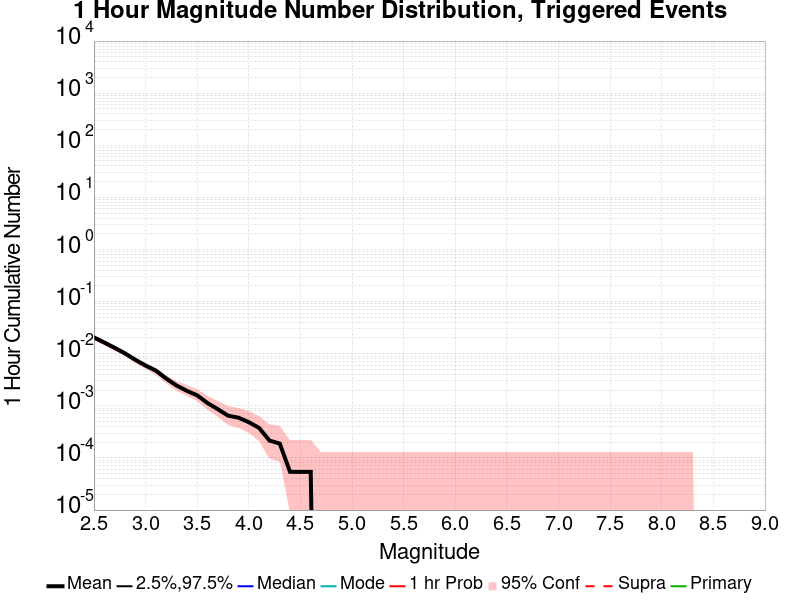 1 Hour Magnitude Number Distribution, Triggered Events
10 4
10 3
10 2
10 1
10 0
10 -1
10 -2
10 -3
10 -4
10 -5
1 Hour Cumulative Number
2.5 3.0 3.5 4.0 4.5 5.0 5.5 6.0 6.5 7.0 7.5 8.0 8.5 9.0
Magnitude
Mean 2.5%,97.5% Median Mode 1 hr Prob 95% Conf Supra Primary